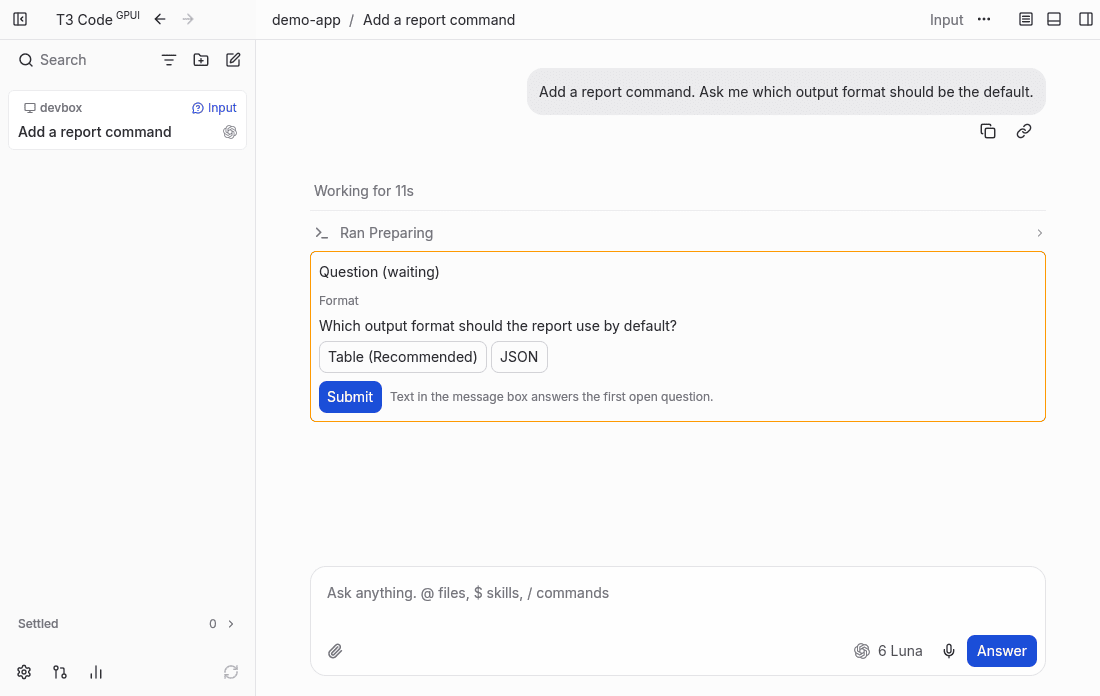 T3 Code GPUI
demo-app / Add a report command
Input
Search
devbox
Input
Add a report command
Add a report command. Ask me which output format should be the default.
Working for 11s
Ran Preparing
Question (waiting)
Format
Which output format should the report use by default?
Table (Recommended)
JSON
Submit
Text in the message box answers the first open question.
Ask anything. @ files, $ skills, / commands
6 Luna
Answer
Settled
0